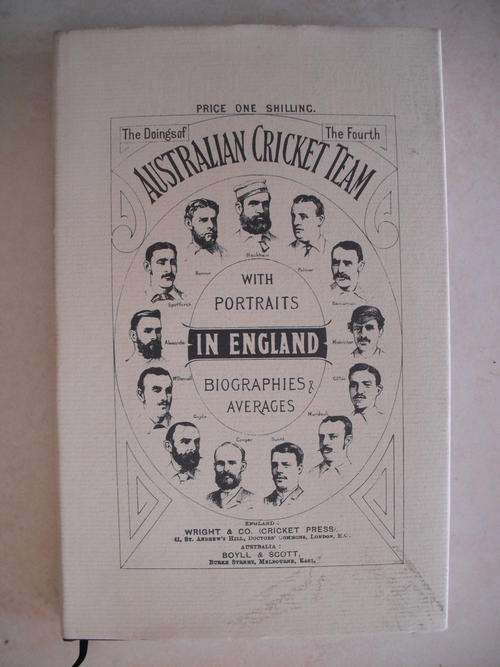 PRICE ONE SHILLING.
The Doings of
The Fourth
AUSTRALIAN CRICKET TEAM
Blackham
Bonnor
Palmer
Spofforth
WITH
PORTRAITS
Alexander
IN ENGLAND
Midwinter
BIOGRAPHIES &
AVERAGES
Giffen
Murdoch
Cooper
ENGLAND:
WRIGHT & CO. (CRICKET PRESS)
41, ST. ANDREW'S HILL, DOCTORS' COMMONS, LONDON, E.C.
AUSTRALIA:
BOYLL & SCOTT,
BURKE STREET, MELBOURNE, EAST.